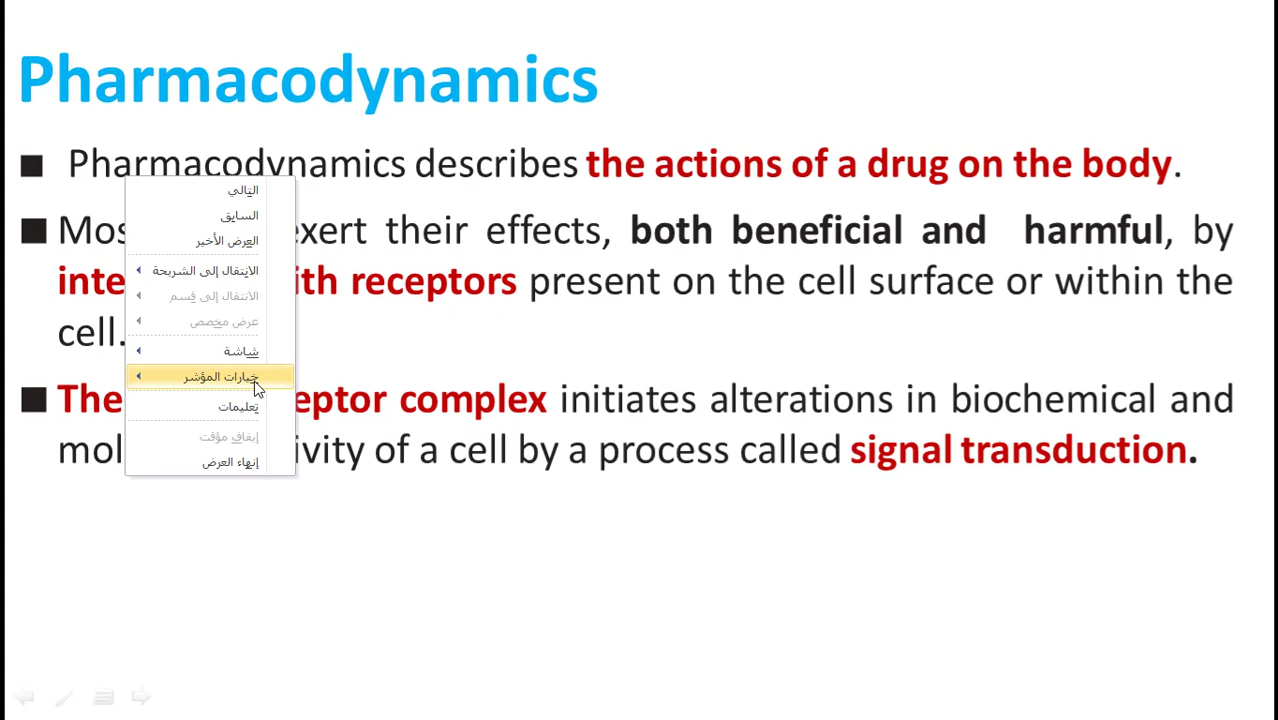 Pharmacodynamics
■ Pharmacodynamics describes the actions of a drug on the body.
■ Mos exert their effects, both beneficial and harmful, by
inte ith receptors present on the cell surface or within the
cell.
■ The eptor complex initiates alterations in biochemical and
mol ivity of a cell by a process called signal transduction.
التالي
السابق
العرض الأخير
الانتقال إلى الشريحة
الانتقال إلى قسم
عرض مخصص
شاشة
خيارات المؤشر
تعليمات
إيقاف مؤقت
إنهاء العرض